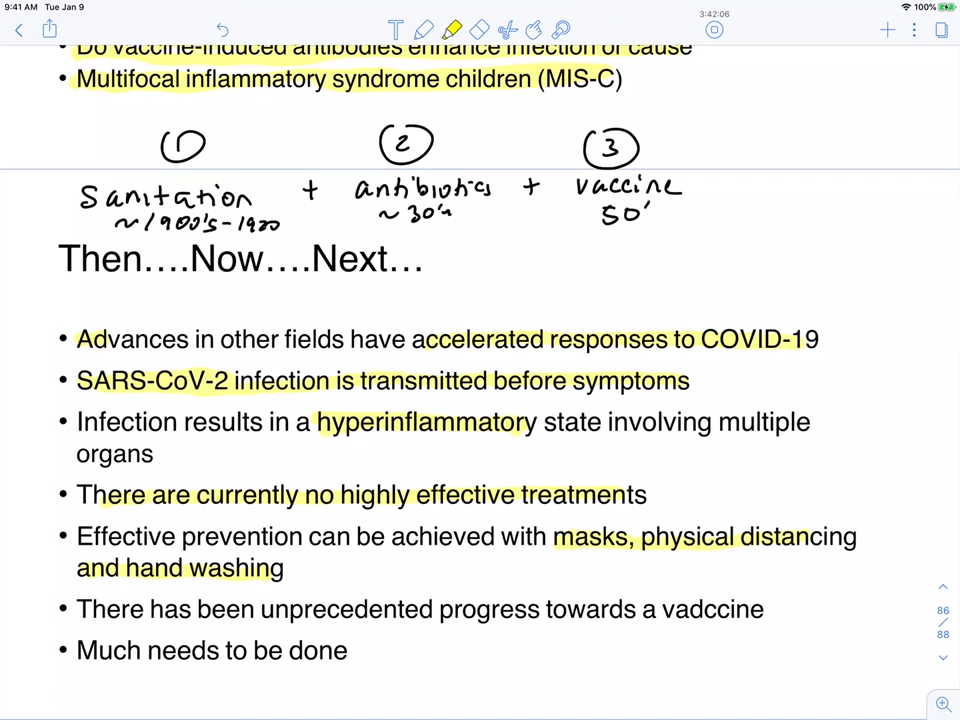 9:41 AM Tue Jan 9
3:42:06
100%
• Do vaccine-induced antibodies enhance infection or cause
• Multifocal inflammatory syndrome children (MIS-C)
1 2 3
Sanitation + antibiotics + vaccine
~1900's-1920 ~30's 50'
Then….Now….Next…
• Advances in other fields have accelerated responses to COVID-19
• SARS-CoV-2 infection is transmitted before symptoms
• Infection results in a hyperinflammatory state involving multiple
organs
• There are currently no highly effective treatments
• Effective prevention can be achieved with masks, physical distancing
and hand washing
• There has been unprecedented progress towards a vadccine
• Much needs to be done
86
/
88